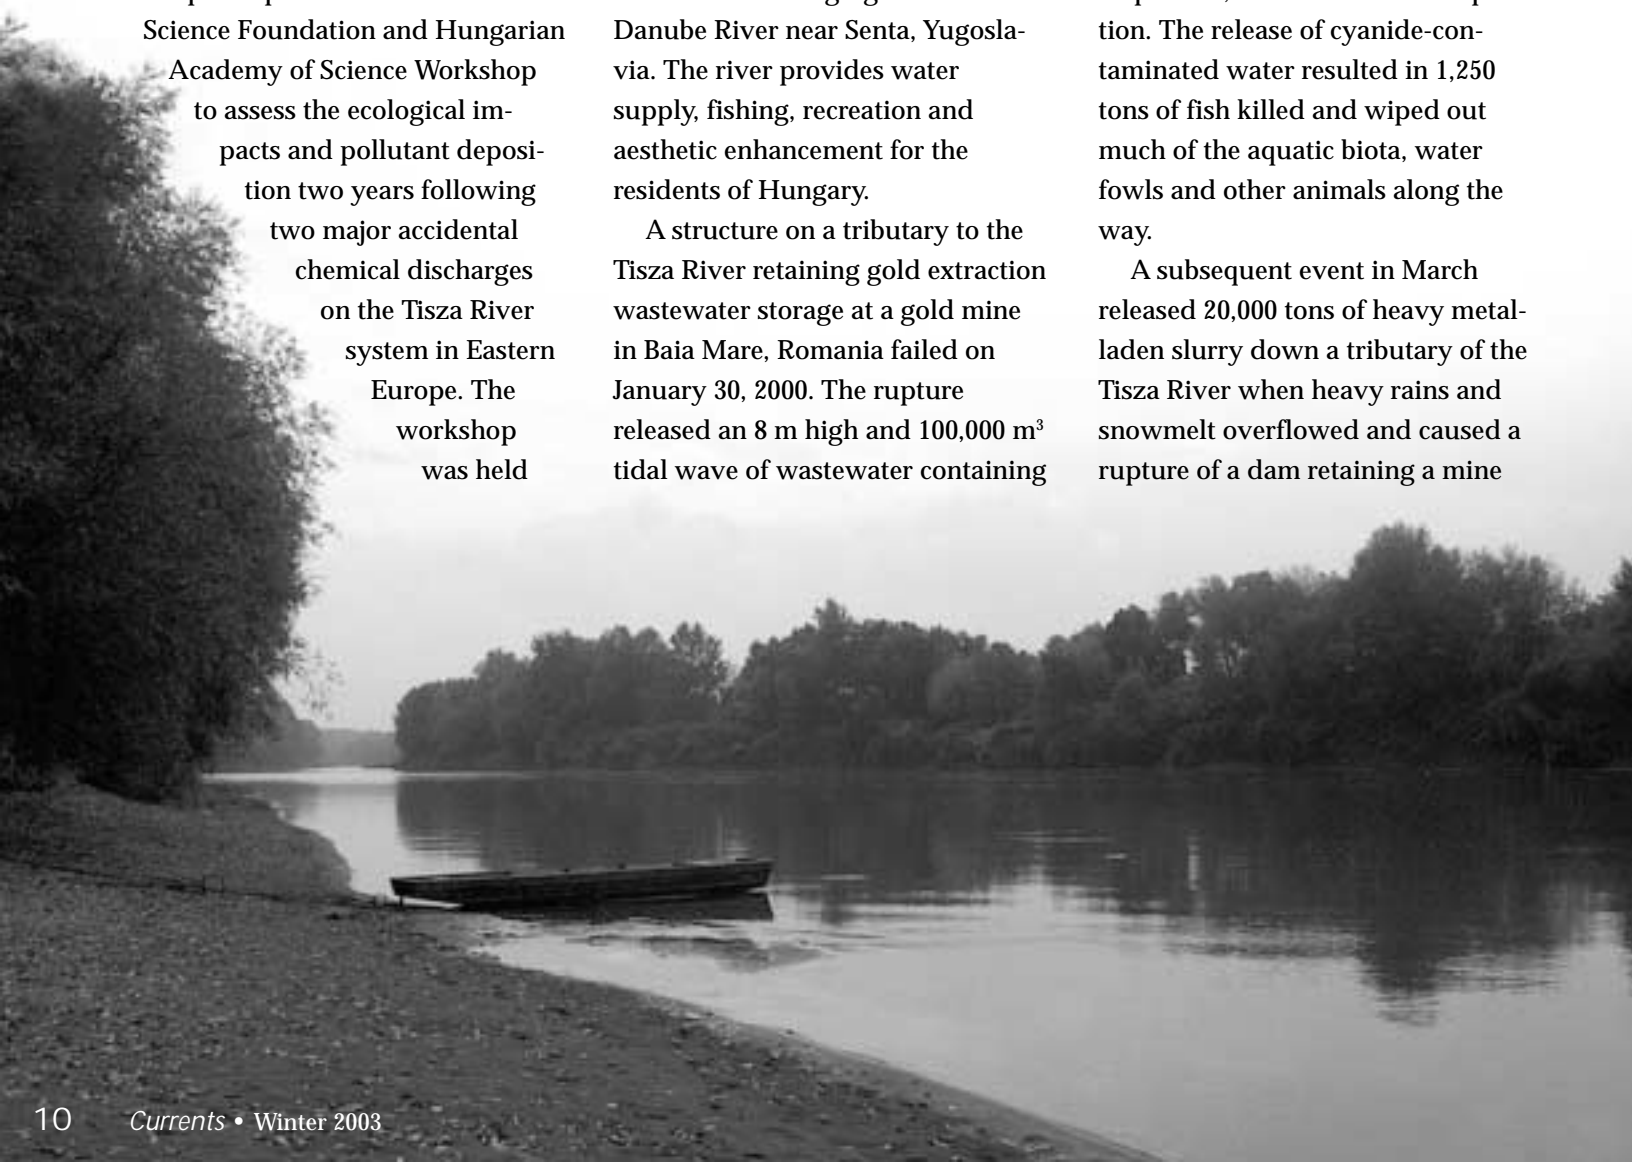 Science Foundation and Hungarian
Academy of Science Workshop
to assess the ecological im-
pacts and pollutant deposi-
tion two years following
two major accidental
chemical discharges
on the Tisza River
system in Eastern
Europe. The
workshop
was held
Danube River near Senta, Yugosla-
via. The river provides water
supply, fishing, recreation and
aesthetic enhancement for the
residents of Hungary.
A structure on a tributary to the
Tisza River retaining gold extraction
wastewater storage at a gold mine
in Baia Mare, Romania failed on
January 30, 2000. The rupture
released an 8 m high and 100,000 m³
tidal wave of wastewater containing
tion. The release of cyanide-con-
taminated water resulted in 1,250
tons of fish killed and wiped out
much of the aquatic biota, water
fowls and other animals along the
way.
A subsequent event in March
released 20,000 tons of heavy metal-
laden slurry down a tributary of the
Tisza River when heavy rains and
snowmelt overflowed and caused a
rupture of a dam retaining a mine
10 Currents • Winter 2003